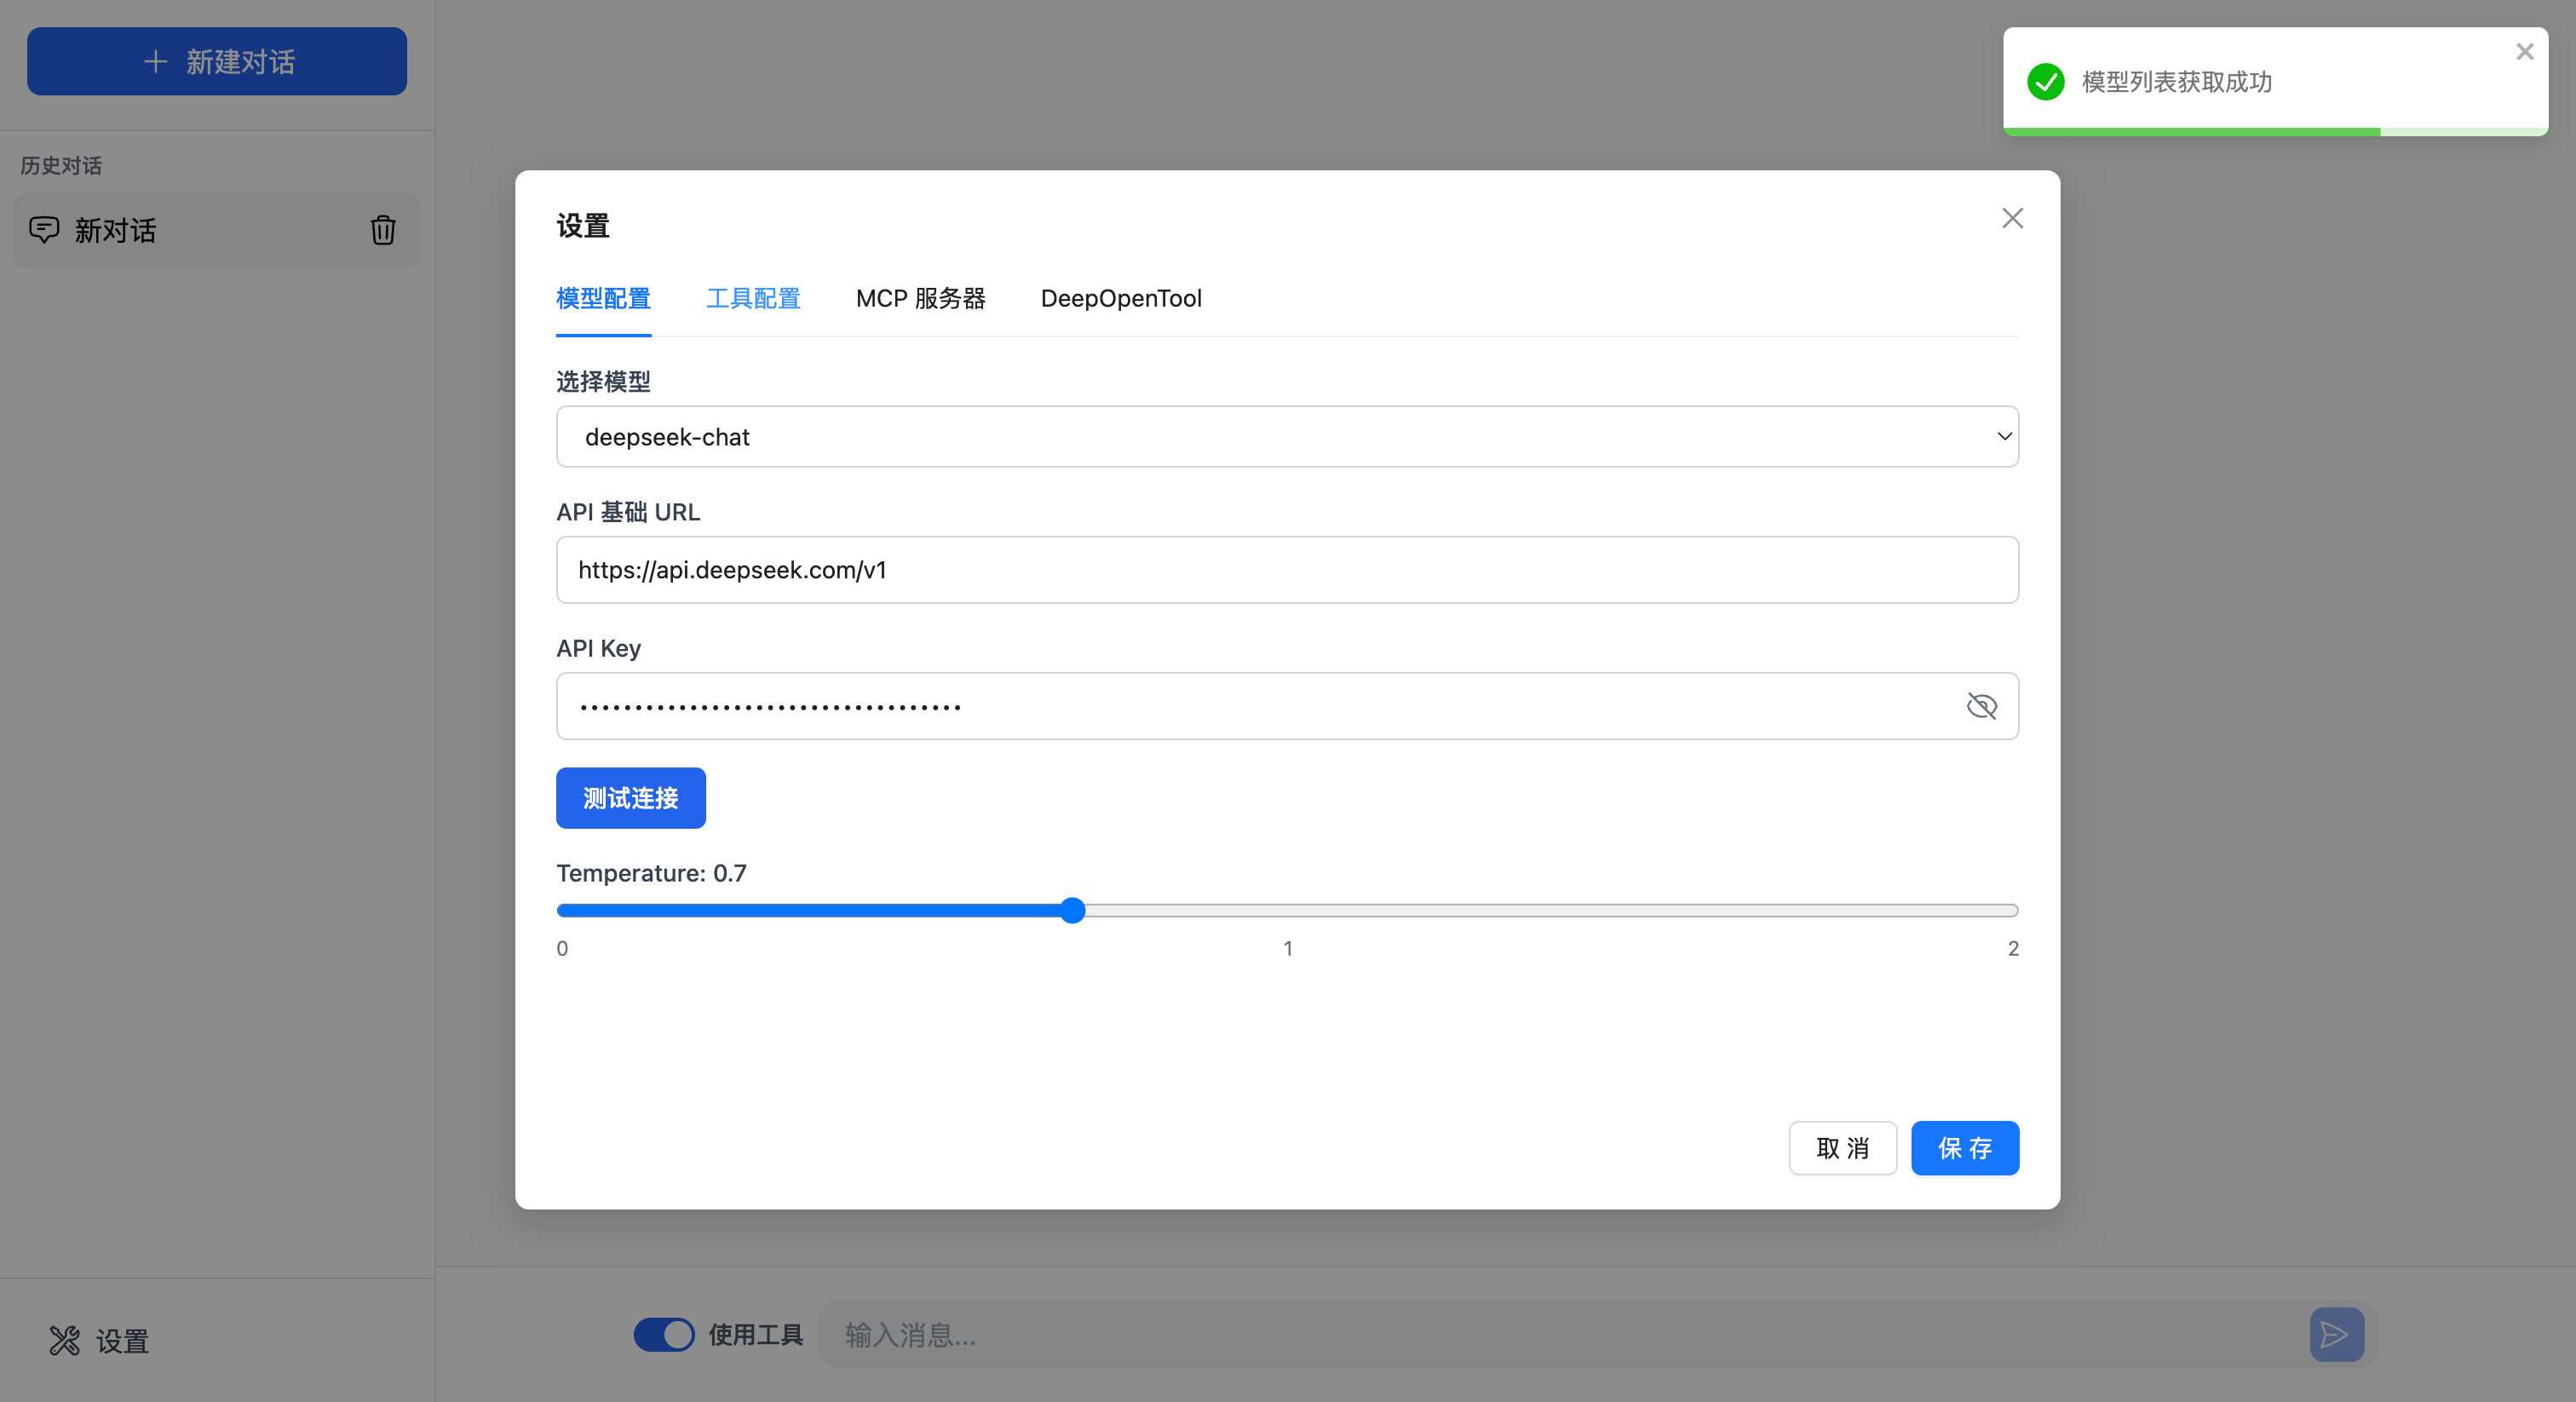 新建对话
历史对话
新对话
设置
模型列表获取成功
设置
模型配置 工具配置 MCP 服务器 DeepOpenTool
选择模型
deepseek-chat
API 基础 URL
https://api.deepseek.com/v1
API Key
•••••••••••••••••••••••••••••••••••
测试连接
Temperature: 0.7
0 1 2
取 消 保 存
使用工具 输入消息...